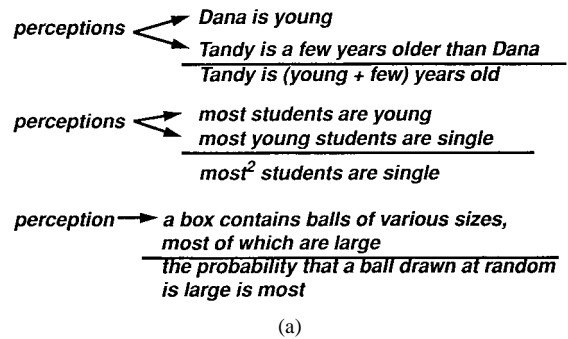 perceptions
Dana is young
Tandy is a few years older than Dana
Tandy is (young + few) years old
perceptions
most students are young
most young students are single
most² students are single
perception
a box contains balls of various sizes,
most of which are large
the probability that a ball drawn at random
is large is most
(a)